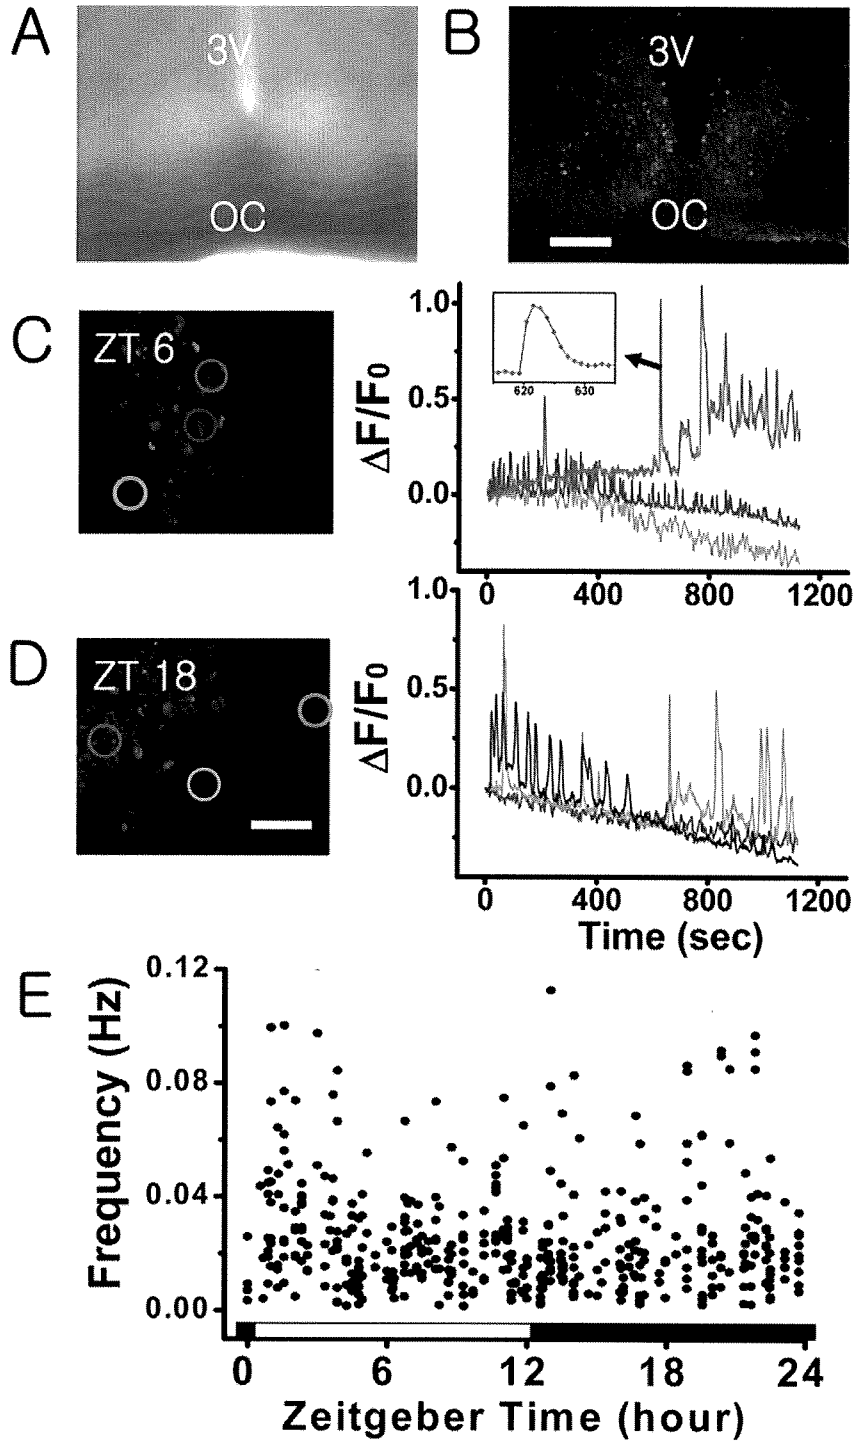 A
3V
OC
B
3V
OC
C
ZT 6
ΔF/F0
1.0
0.5
0.0
620 630
0 400 800 1200
D
ZT 18
ΔF/F0
1.0
0.5
0.0
0 400 800 1200
Time (sec)
E
Frequency (Hz)
0.12
0.08
0.04
0.00
0 6 12 18 24
Zeitgeber Time (hour)